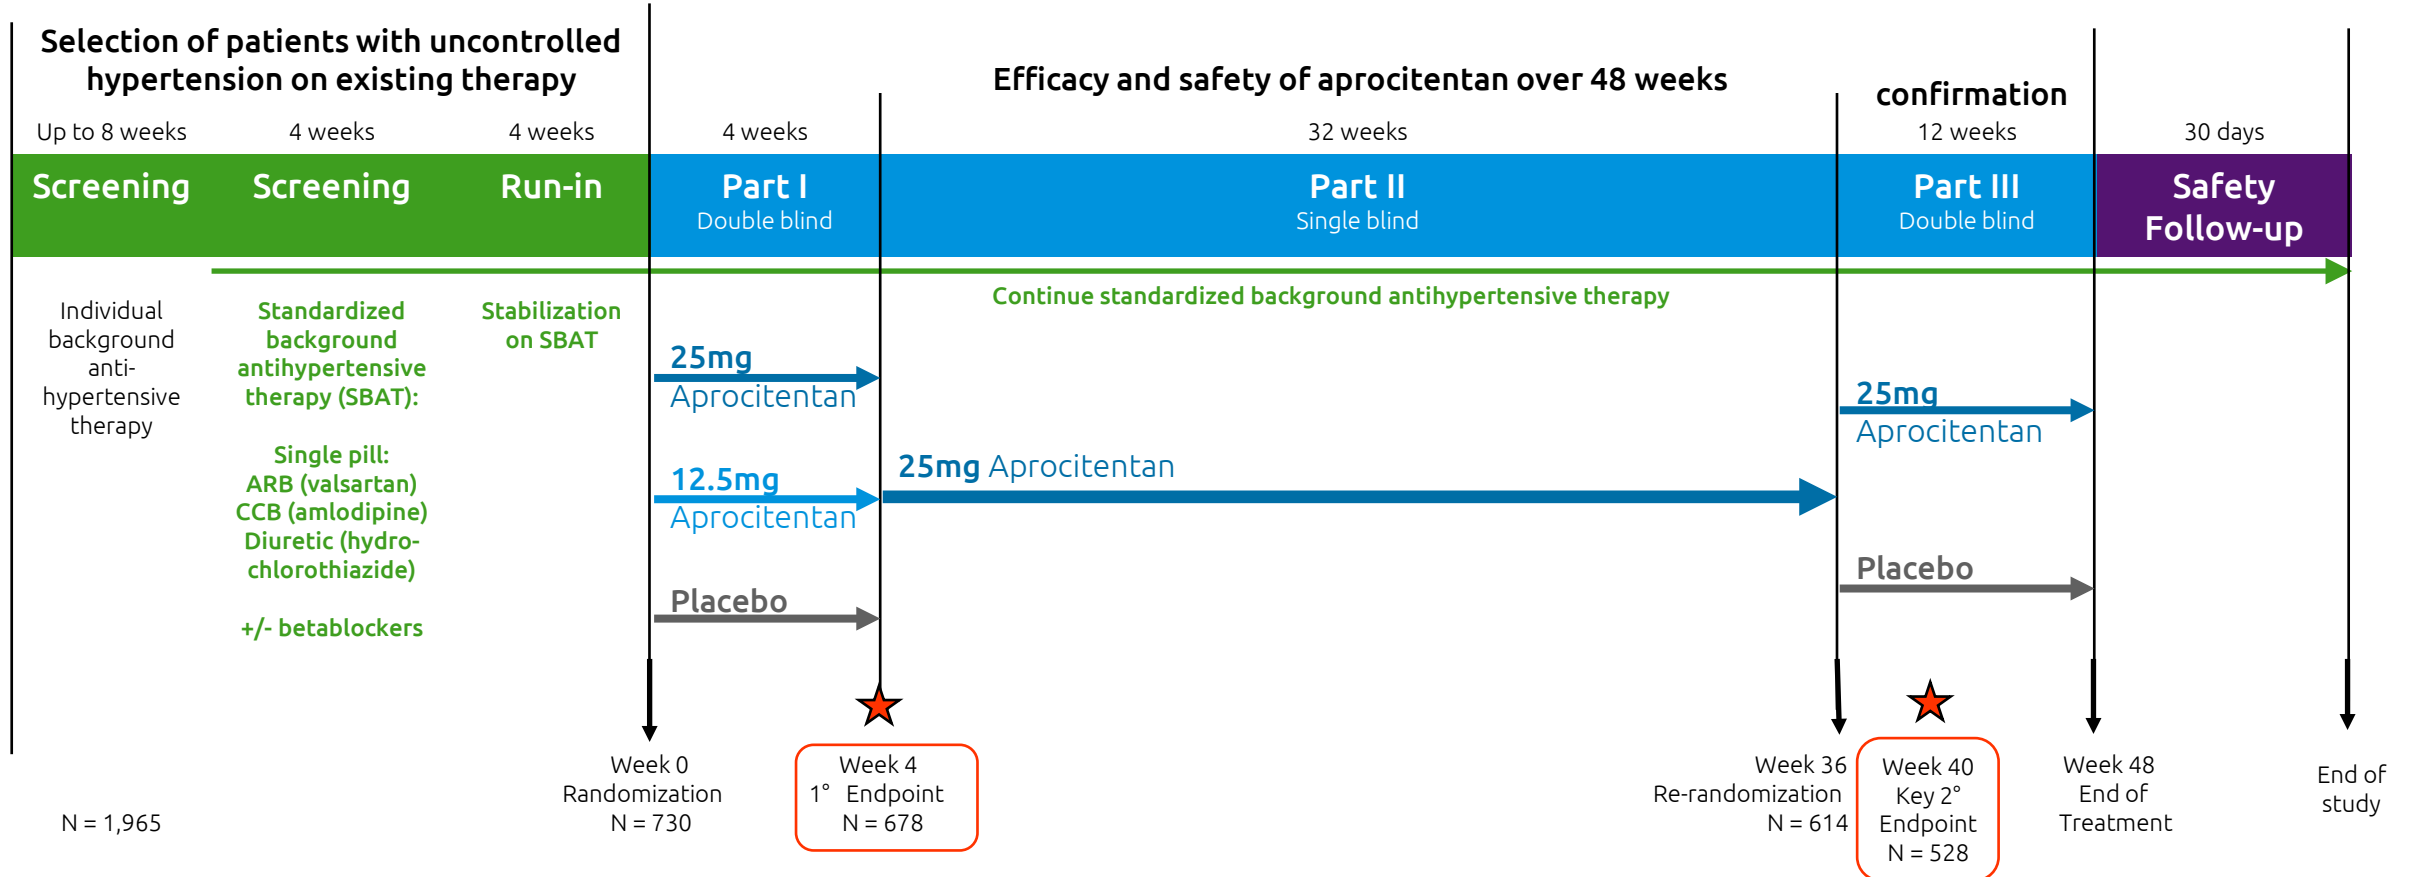 Selection of patients with uncontrolled
hypertension on existing therapy
Efficacy and safety of aprocitentan over 48 weeks
confirmation
Up to 8 weeks
4 weeks
4 weeks
4 weeks
32 weeks
12 weeks
30 days
Screening
Screening
Run-in
Part I
Double blind
Part II
Single blind
Part III
Double blind
Safety
Follow-up
Continue standardized background antihypertensive therapy
Individual
background
anti-
hypertensive
therapy
Standardized
background
antihypertensive
therapy (SBAT):
Single pill:
ARB (valsartan)
CCB (amlodipine)
Diuretic (hydro-
chlorothiazide)
+/- betablockers
Stabilization
on SBAT
25mg
Aprocitentan
12.5mg
Aprocitentan
Placebo
25mg Aprocitentan
25mg
Aprocitentan
Placebo
N = 1,965
Week 0
Randomization
N = 730
Week 4
1° Endpoint
N = 678
Week 36
Re-randomization
N = 614
Week 40
Key 2°
Endpoint
N = 528
Week 48
End of
Treatment
End of
study